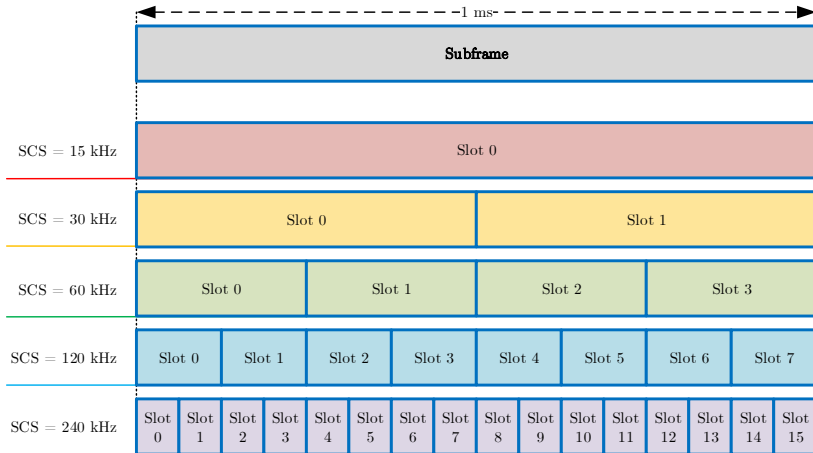 1 ms
Subframe
SCS = 15 kHz
Slot 0
SCS = 30 kHz
Slot 0
Slot 1
SCS = 60 kHz
Slot 0
Slot 1
Slot 2
Slot 3
SCS = 120 kHz
Slot 0
Slot 1
Slot 2
Slot 3
Slot 4
Slot 5
Slot 6
Slot 7
SCS = 240 kHz
Slot
0
Slot
1
Slot
2
Slot
3
Slot
4
Slot
5
Slot
6
Slot
7
Slot
8
Slot
9
Slot
10
Slot
11
Slot
12
Slot
13
Slot
14
Slot
15